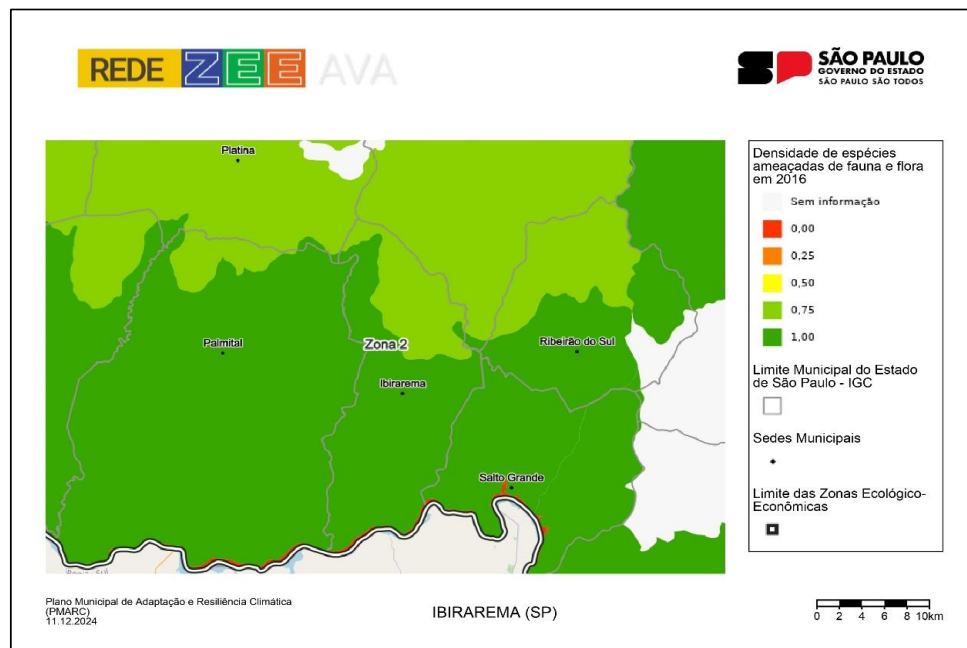 REDE ZEE AVA
SÃO PAULO
GOVERNO DO ESTADO
SÃO PAULO SÃO TODOS
Platina
Palmital
Zona 2
Ibirarema
Ribeirão do Sul
Salto Grande
Densidade de espécies
ameaçadas de fauna e flora
em 2016
Sem informação
0,00
0,25
0,50
0,75
1,00
Limite Municipal do Estado
de São Paulo - IGC
Sedes Municipais
Limite das Zonas Ecológico-
Econômicas
Plano Municipal de Adaptação e Resiliência Climática
(PMARC)
11.12.2024
IBIRAREMA (SP)
0 2 4 6 8 10km